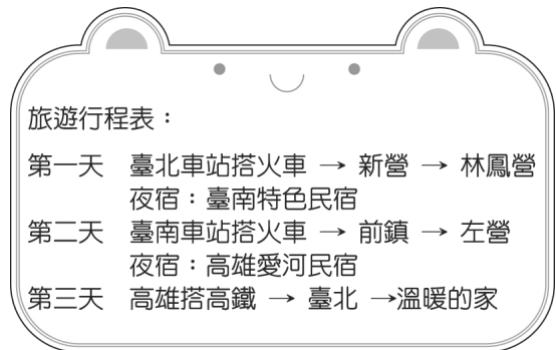 旅遊行程表：
第一天 臺北車站搭火車 → 新營 → 林鳳營
夜宿：臺南特色民宿
第二天 臺南車站搭火車 → 前鎮 → 左營
夜宿：高雄愛河民宿
第三天 高雄搭高鐵 → 臺北 →溫暖的家